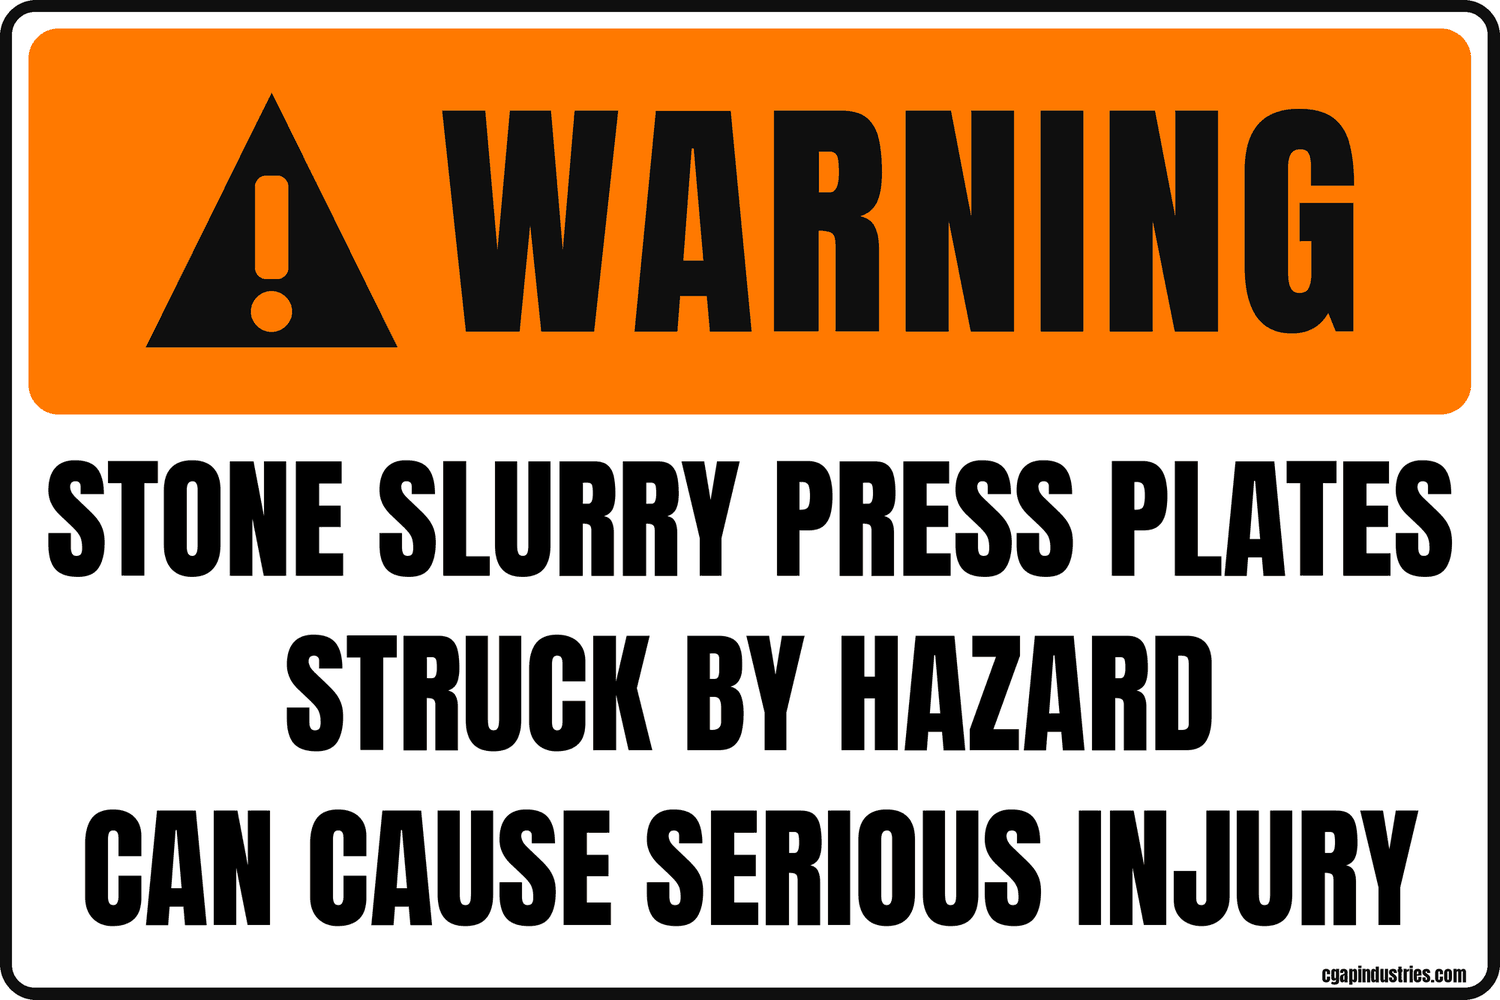 WARNING
STONE SLURRY PRESS PLATES
STRUCK BY HAZARD
CAN CAUSE SERIOUS INJURY
cgapindustries.com